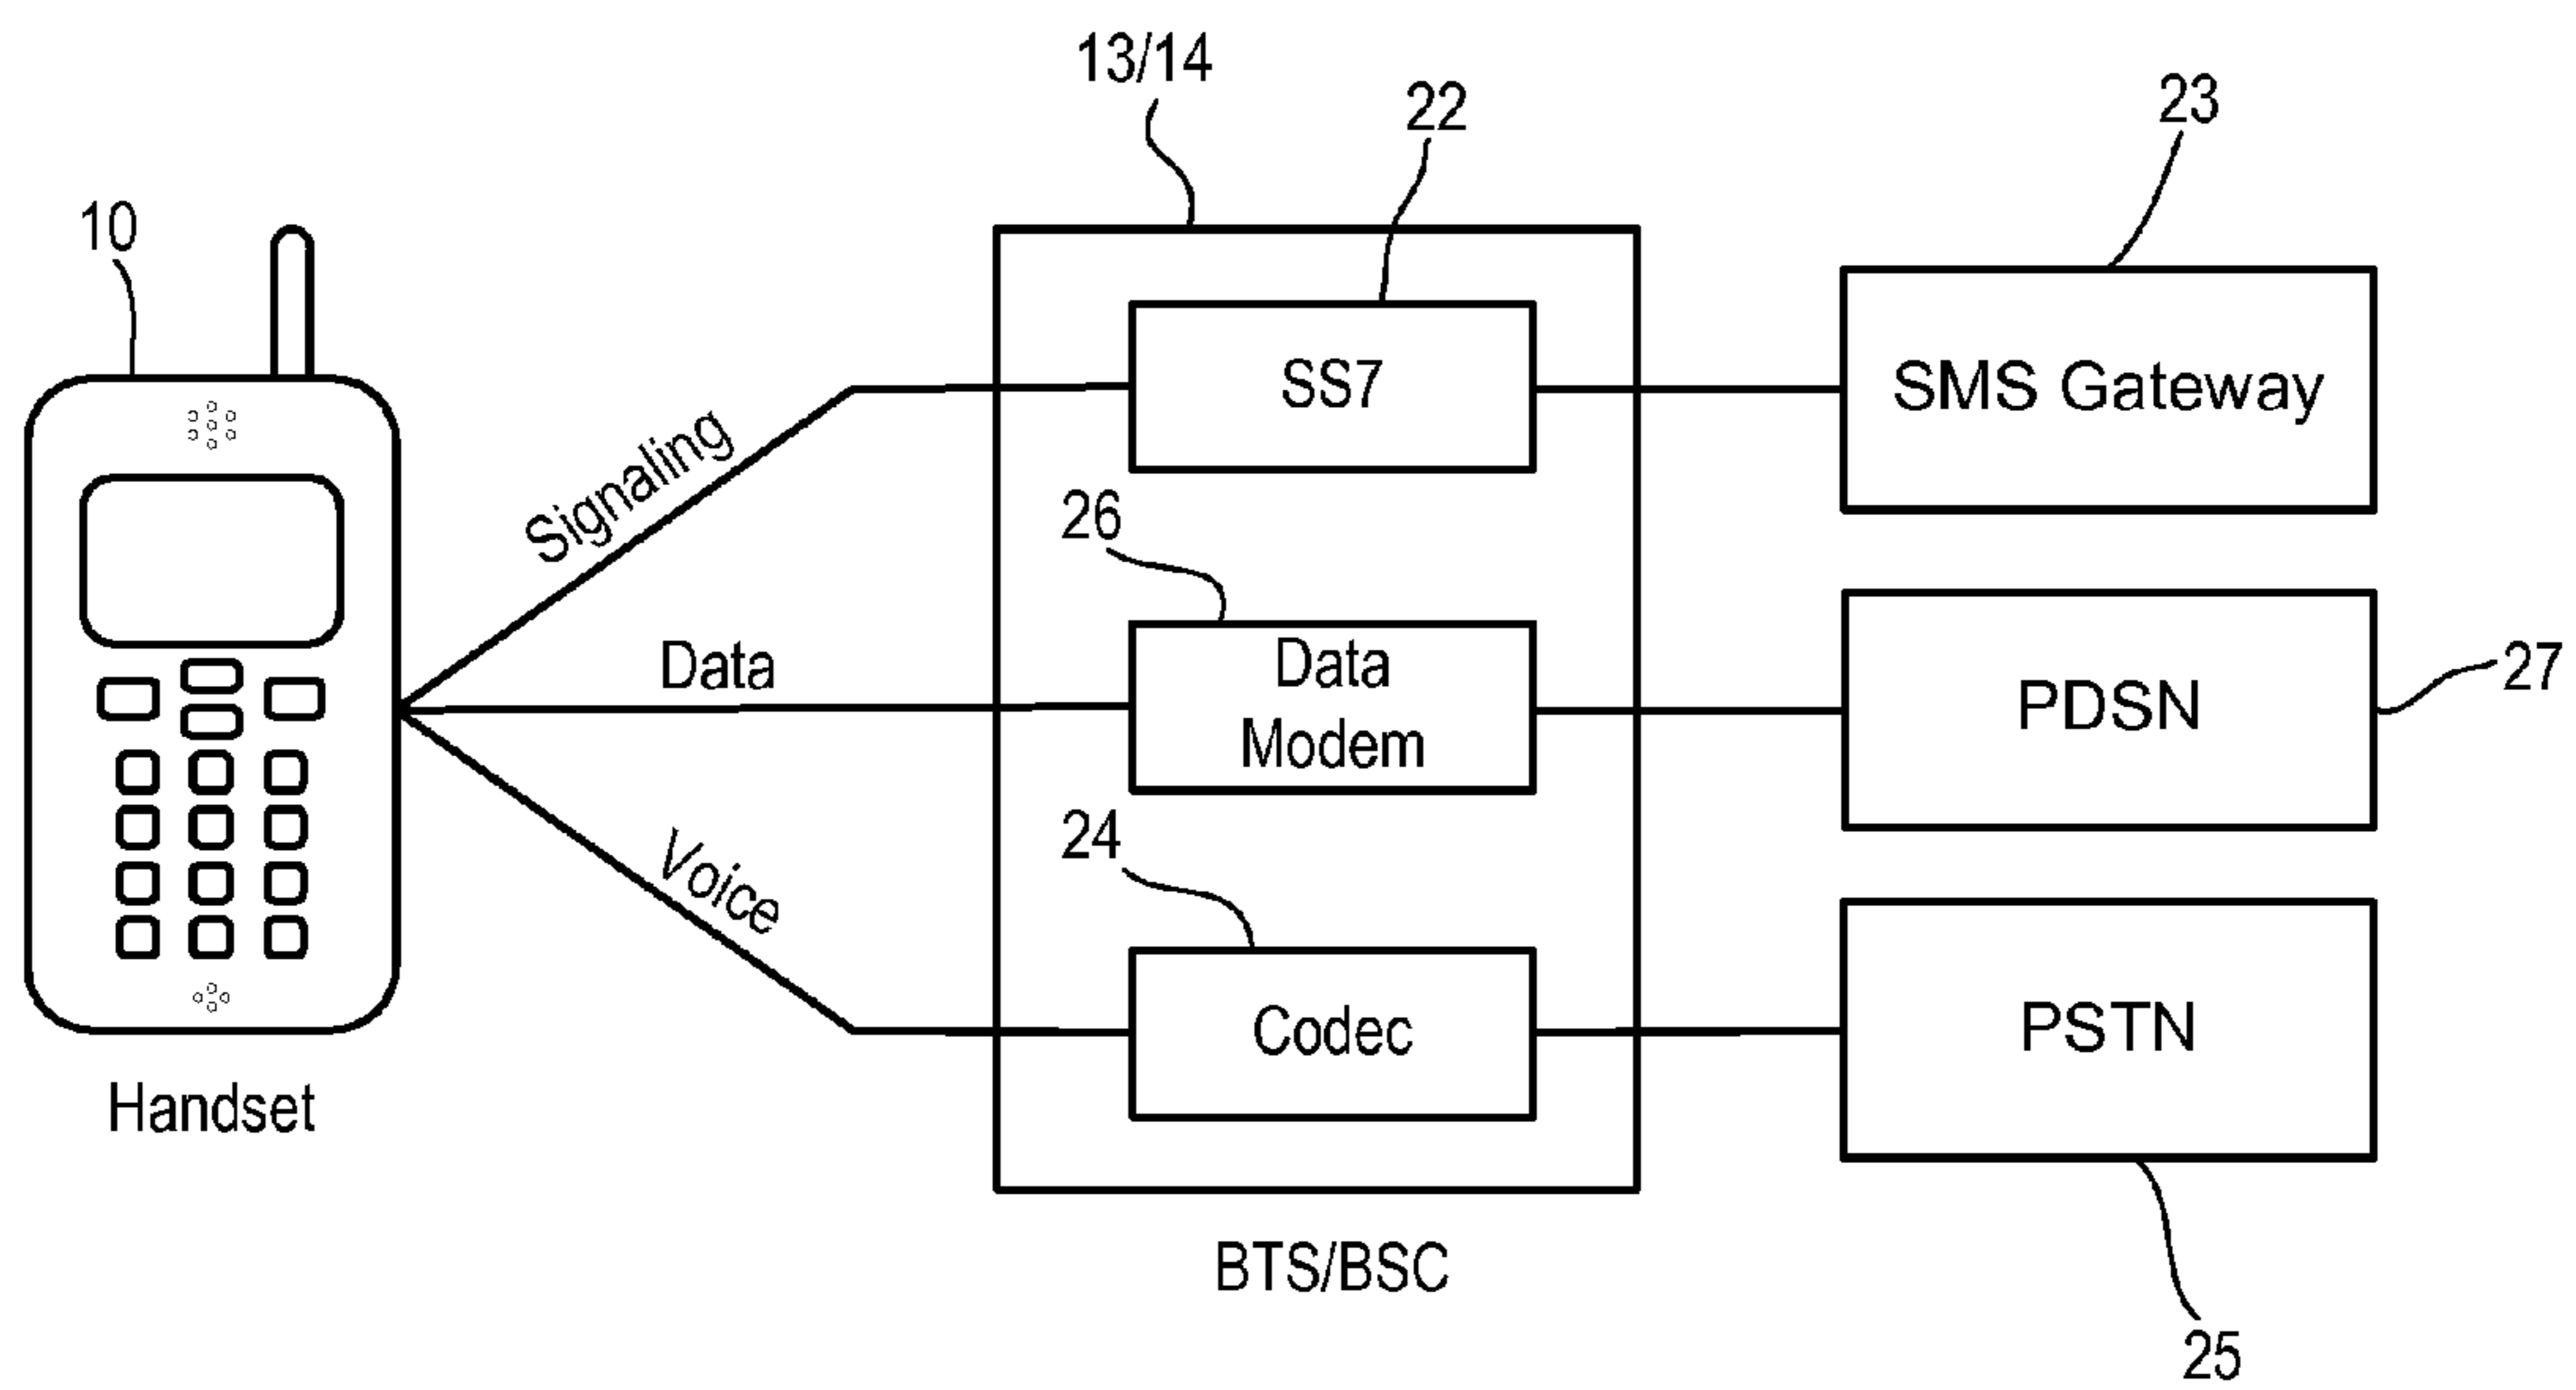 13/14
22
23
10
SS7
SMS Gateway
Signaling
26
Data
Data
Modem
PDSN
27
24
Voice
Codec
PSTN
Handset
BTS/BSC
25